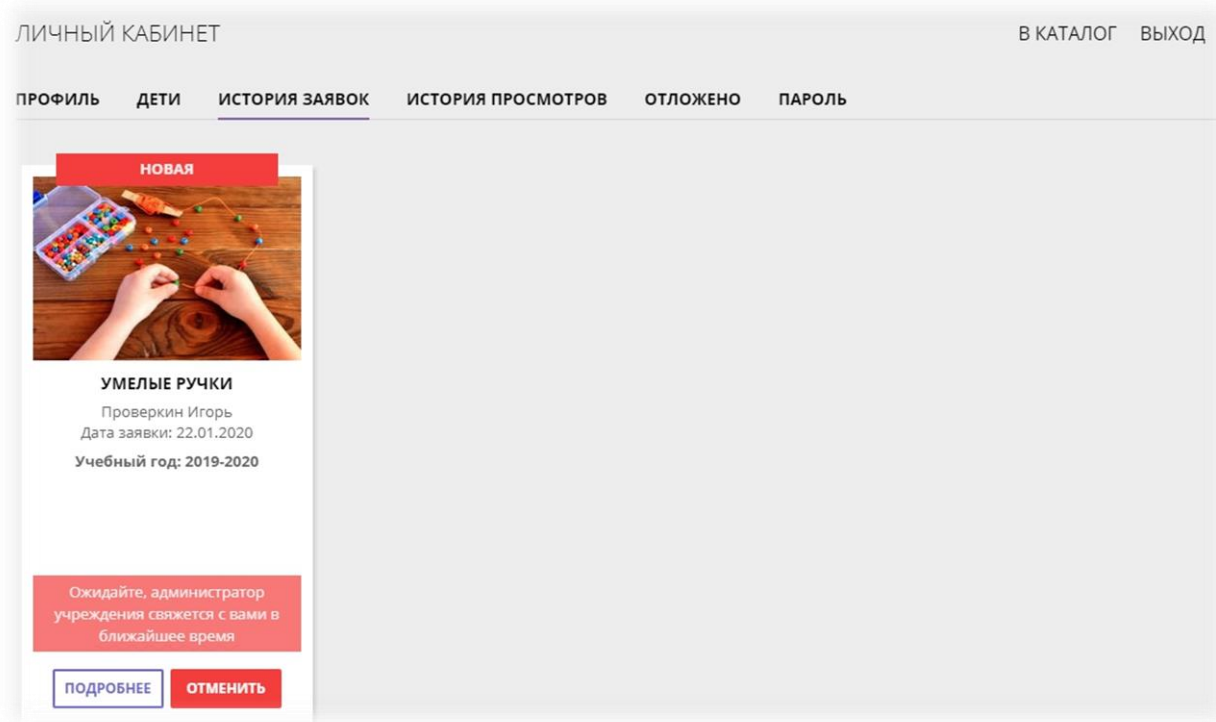 ЛИЧНЫЙ КАБИНЕТ
В КАТАЛОГ ВЫХОД
ПРОФИЛЬ ДЕТИ ИСТОРИЯ ЗАЯВОК ИСТОРИЯ ПРОСМОТРОВ ОТЛОЖЕНО ПАРОЛЬ
НОВАЯ
УМЕЛЫЕ РУЧКИ
Проверкин Игорь
Дата заявки: 22.01.2020
Учебный год: 2019-2020
Ожидайте, администратор
учреждения свяжется с вами в
ближайшее время
ПОДРОБНЕЕ ОТМЕНИТЬ